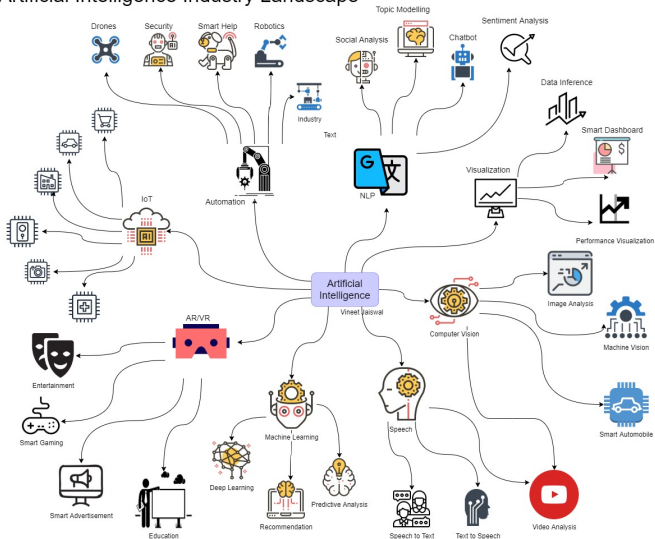 Artificial Intelligence Industry Landscape
Topic Modelling
Drones
Security
Smart Help
Robotics
Sentiment Analysis
Social Analysis
Chatbot
Data Inference
Industry
Text
Smart Dashboard
G
文
Visualization
NLP
IoT
Automation
$
AI
Performance Visualization
Artificial
Intelligence
Vineet Jaiswal
Image Analysis
AR/VR
Computer Vision
Machine Vision
Entertainment
Smart Gaming
Machine Learning
Speech
Smart Automobile
Deep Learning
Predictive Analysis
Smart Advertisement
Education
Recommendation
Speech to Text
Text to Speech
Video Analysis